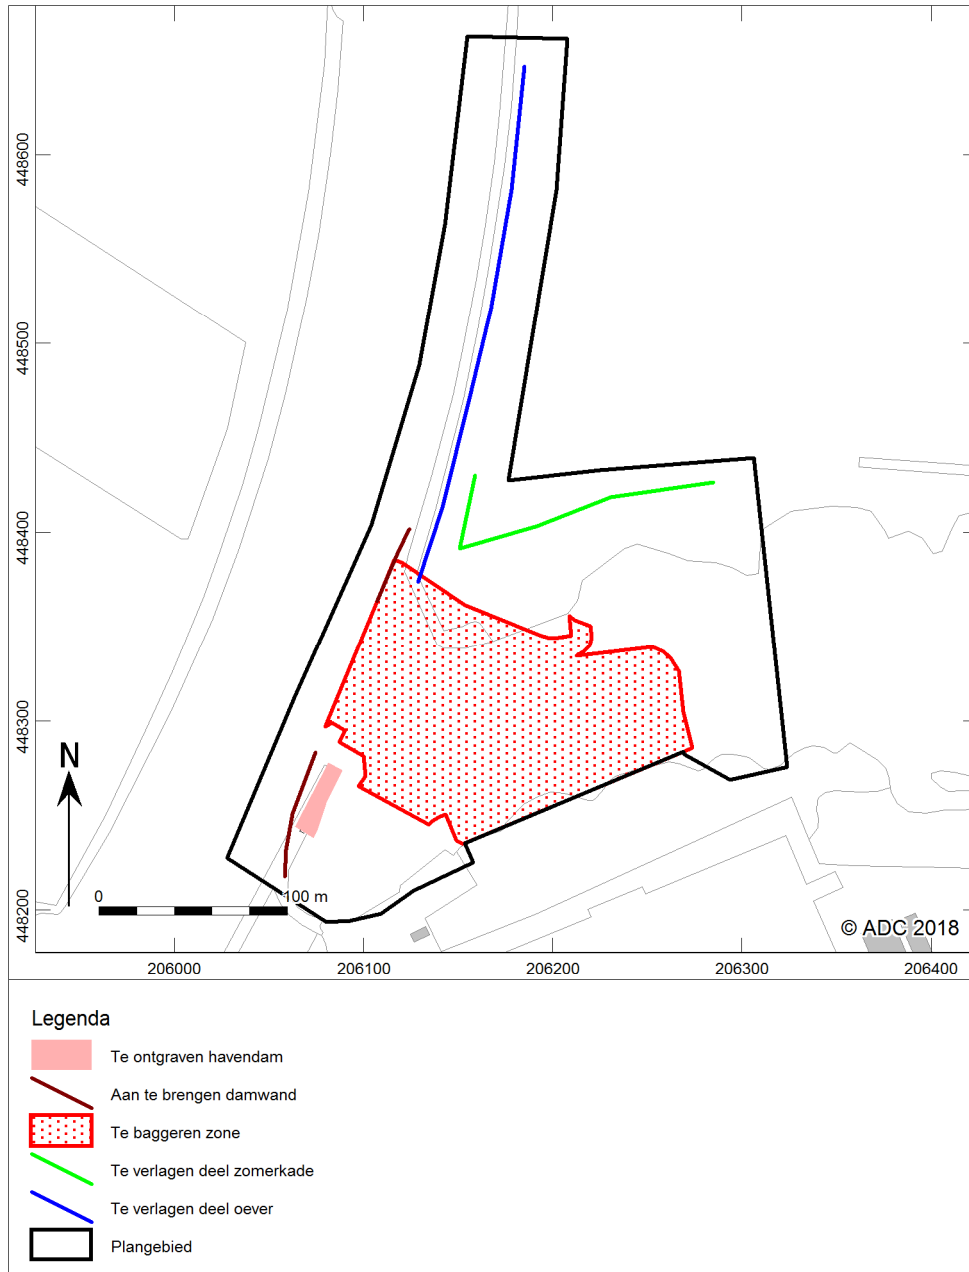 448600
448500
448400
448300
448200
N
0 100 m
© ADC 2018
206000 206100 206200 206300 206400
Legenda
Te ontgraven havendam
Aan te brengen damwand
Te baggeren zone
Te verlagen deel zomerkade
Te verlagen deel oever
Plangebied